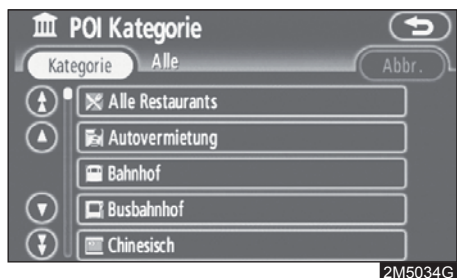 POI Kategorie
Kategorie Alle Abbr.
Alle Restaurants
Autovermietung
Bahnhof
Busbahnhof
Chinesisch
2M5034G